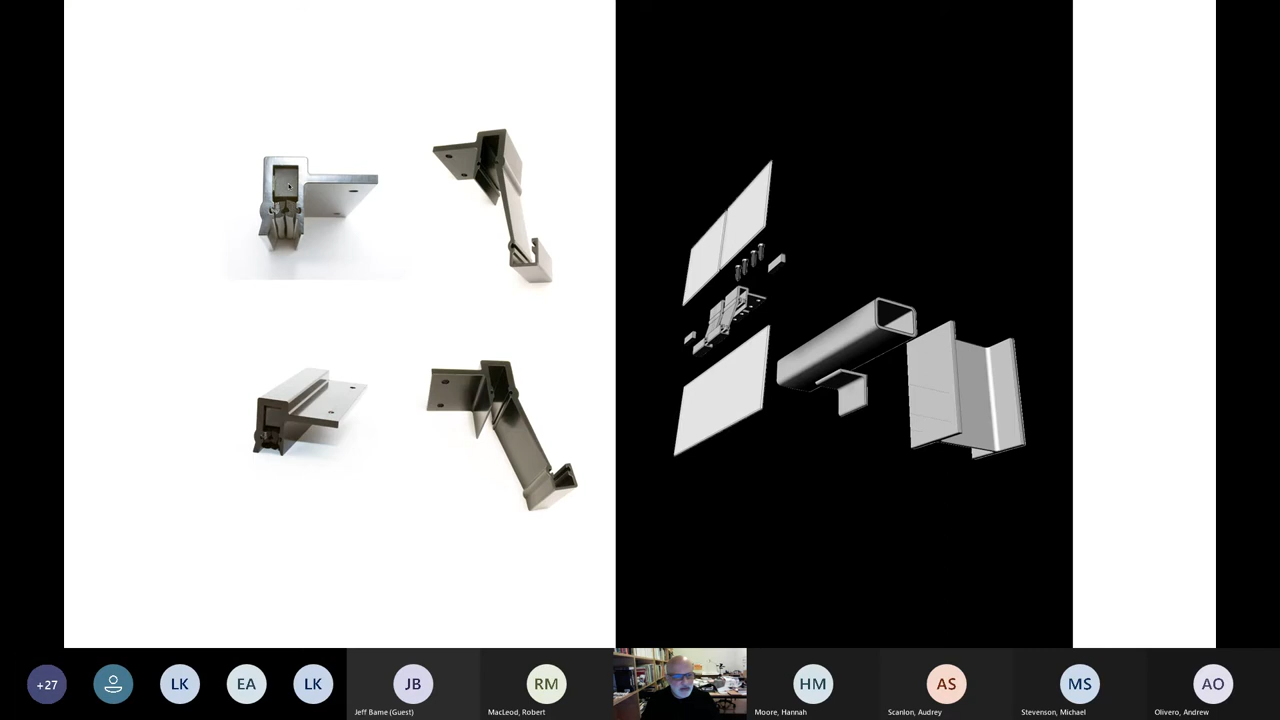 +27
LK
EA
LK
JB
RM
HM
AS
MS
AO
Jeff Bame (Guest)
MacLeod, Robert
Moore, Hannah
Scanlon, Audrey
Stevenson, Michael
Olivero, Andrew